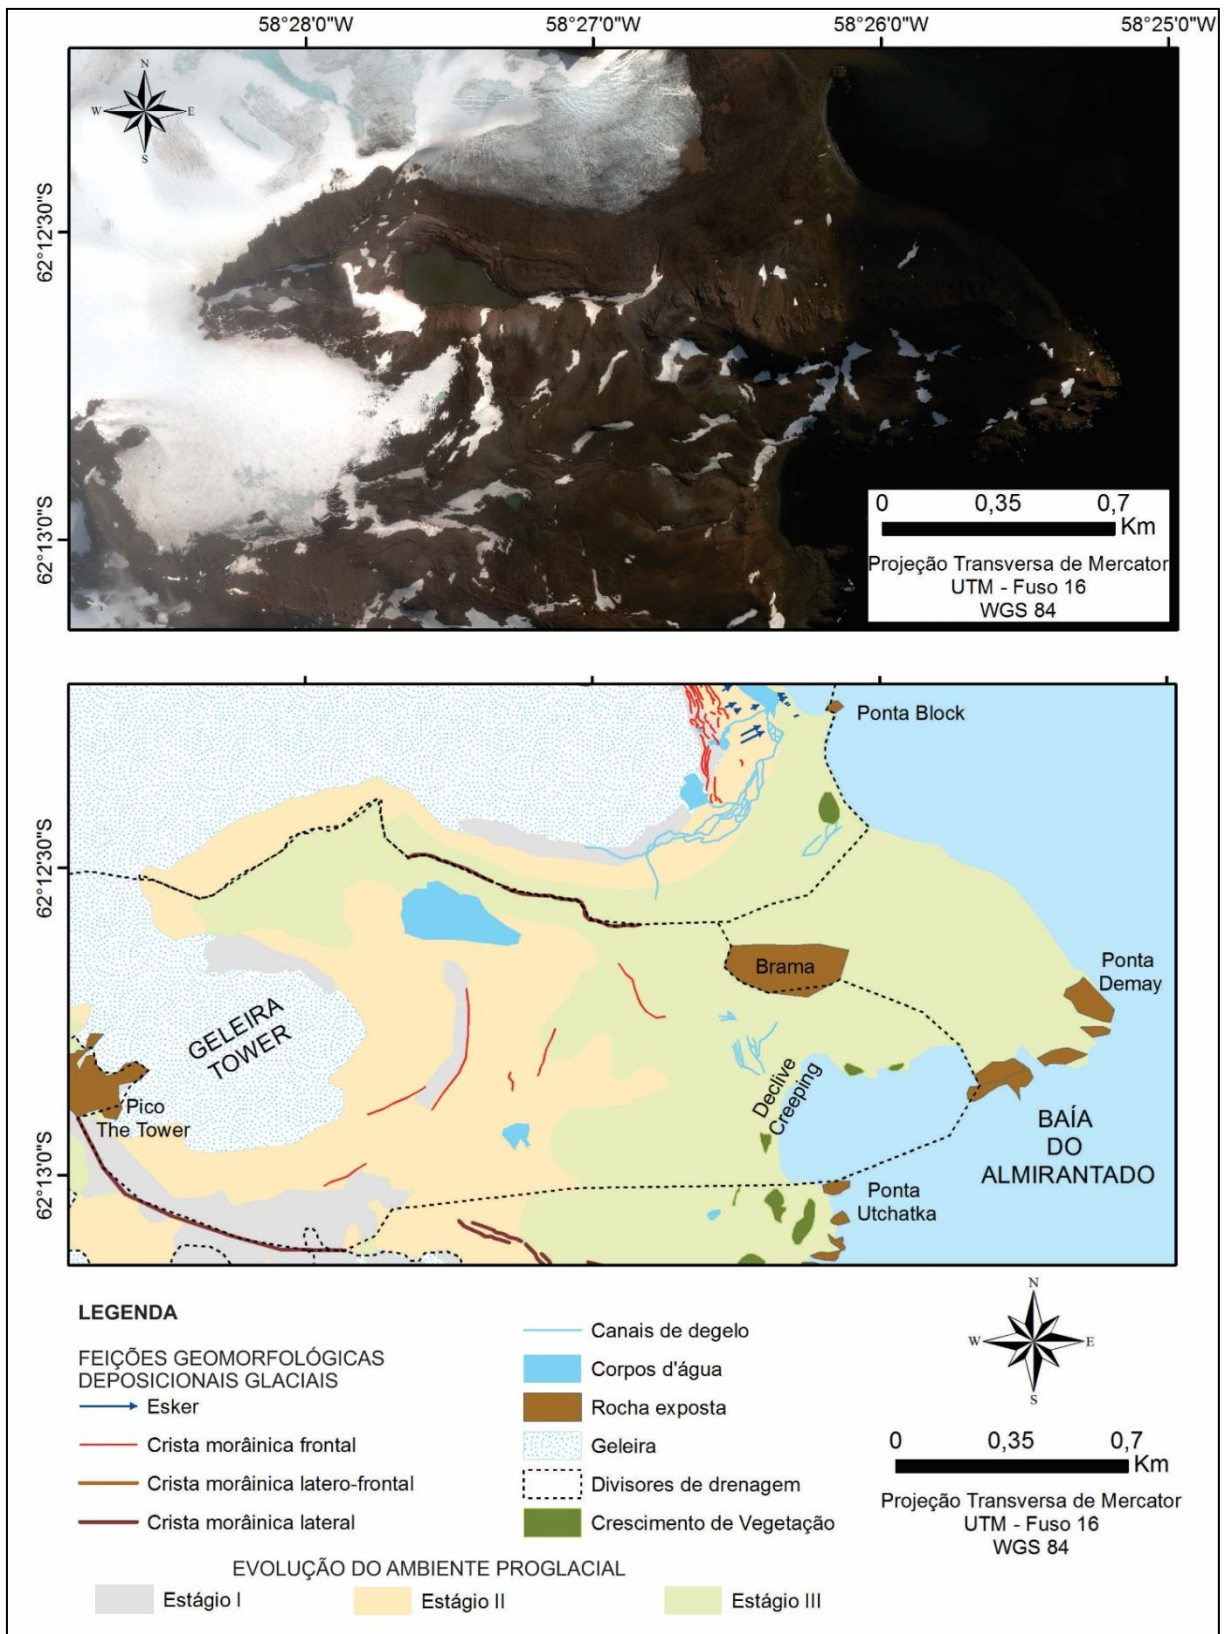 58°28'0"W 58°27'0"W 58°26'0"W 58°25'0"W
N
W E
S
62°12'30"S
62°13'0"S
0 0,35 0,7
Km
Projeção Transversa de Mercator
UTM - Fuso 16
WGS 84
Ponta Block
62°12'30"S
Brama
Ponta
Demay
GELEIRA
TOWER
Declive
Creeping
Pico
The Tower
BAÍA
DO
ALMIRANTADO
62°13'0"S
Ponta
Utchatka
LEGENDA
FEIÇÕES GEOMORFOLÓGICAS
DEPOSICIONAIS GLACIAIS
Esker
Crista morâinica frontal
Crista morâinica latero-frontal
Crista morâinica lateral
Canais de degelo
Corpos d'água
Rocha exposta
Geleira
Divisores de drenagem
Crescimento de Vegetação
N
W E
S
0 0,35 0,7
Km
Projeção Transversa de Mercator
UTM - Fuso 16
WGS 84
EVOLUÇÃO DO AMBIENTE PROGLACIAL
Estágio I Estágio II Estágio III